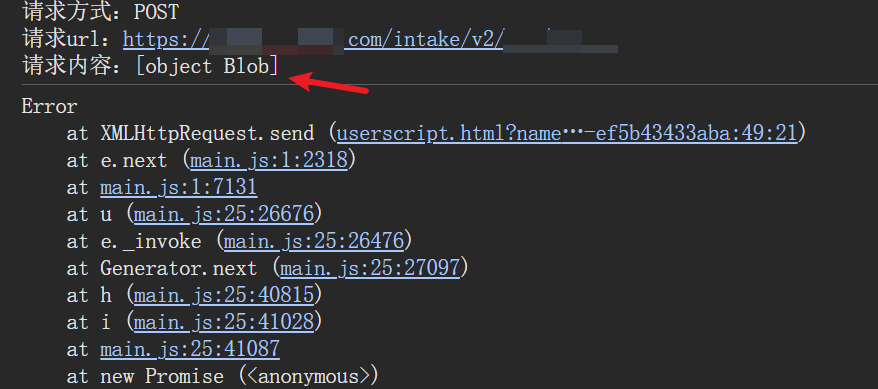 请求方式：POST
请求url：https:// .com/intake/v2/
请求内容：[object Blob]
Error
at XMLHttpRequest.send (userscript.html?name…-ef5b43433aba:49:21)
at e.next (main.js:1:2318)
at main.js:1:7131
at u (main.js:25:26676)
at e._invoke (main.js:25:26476)
at Generator.next (main.js:25:27097)
at h (main.js:25:40815)
at i (main.js:25:41028)
at main.js:25:41087
at new Promise (<anonymous>)